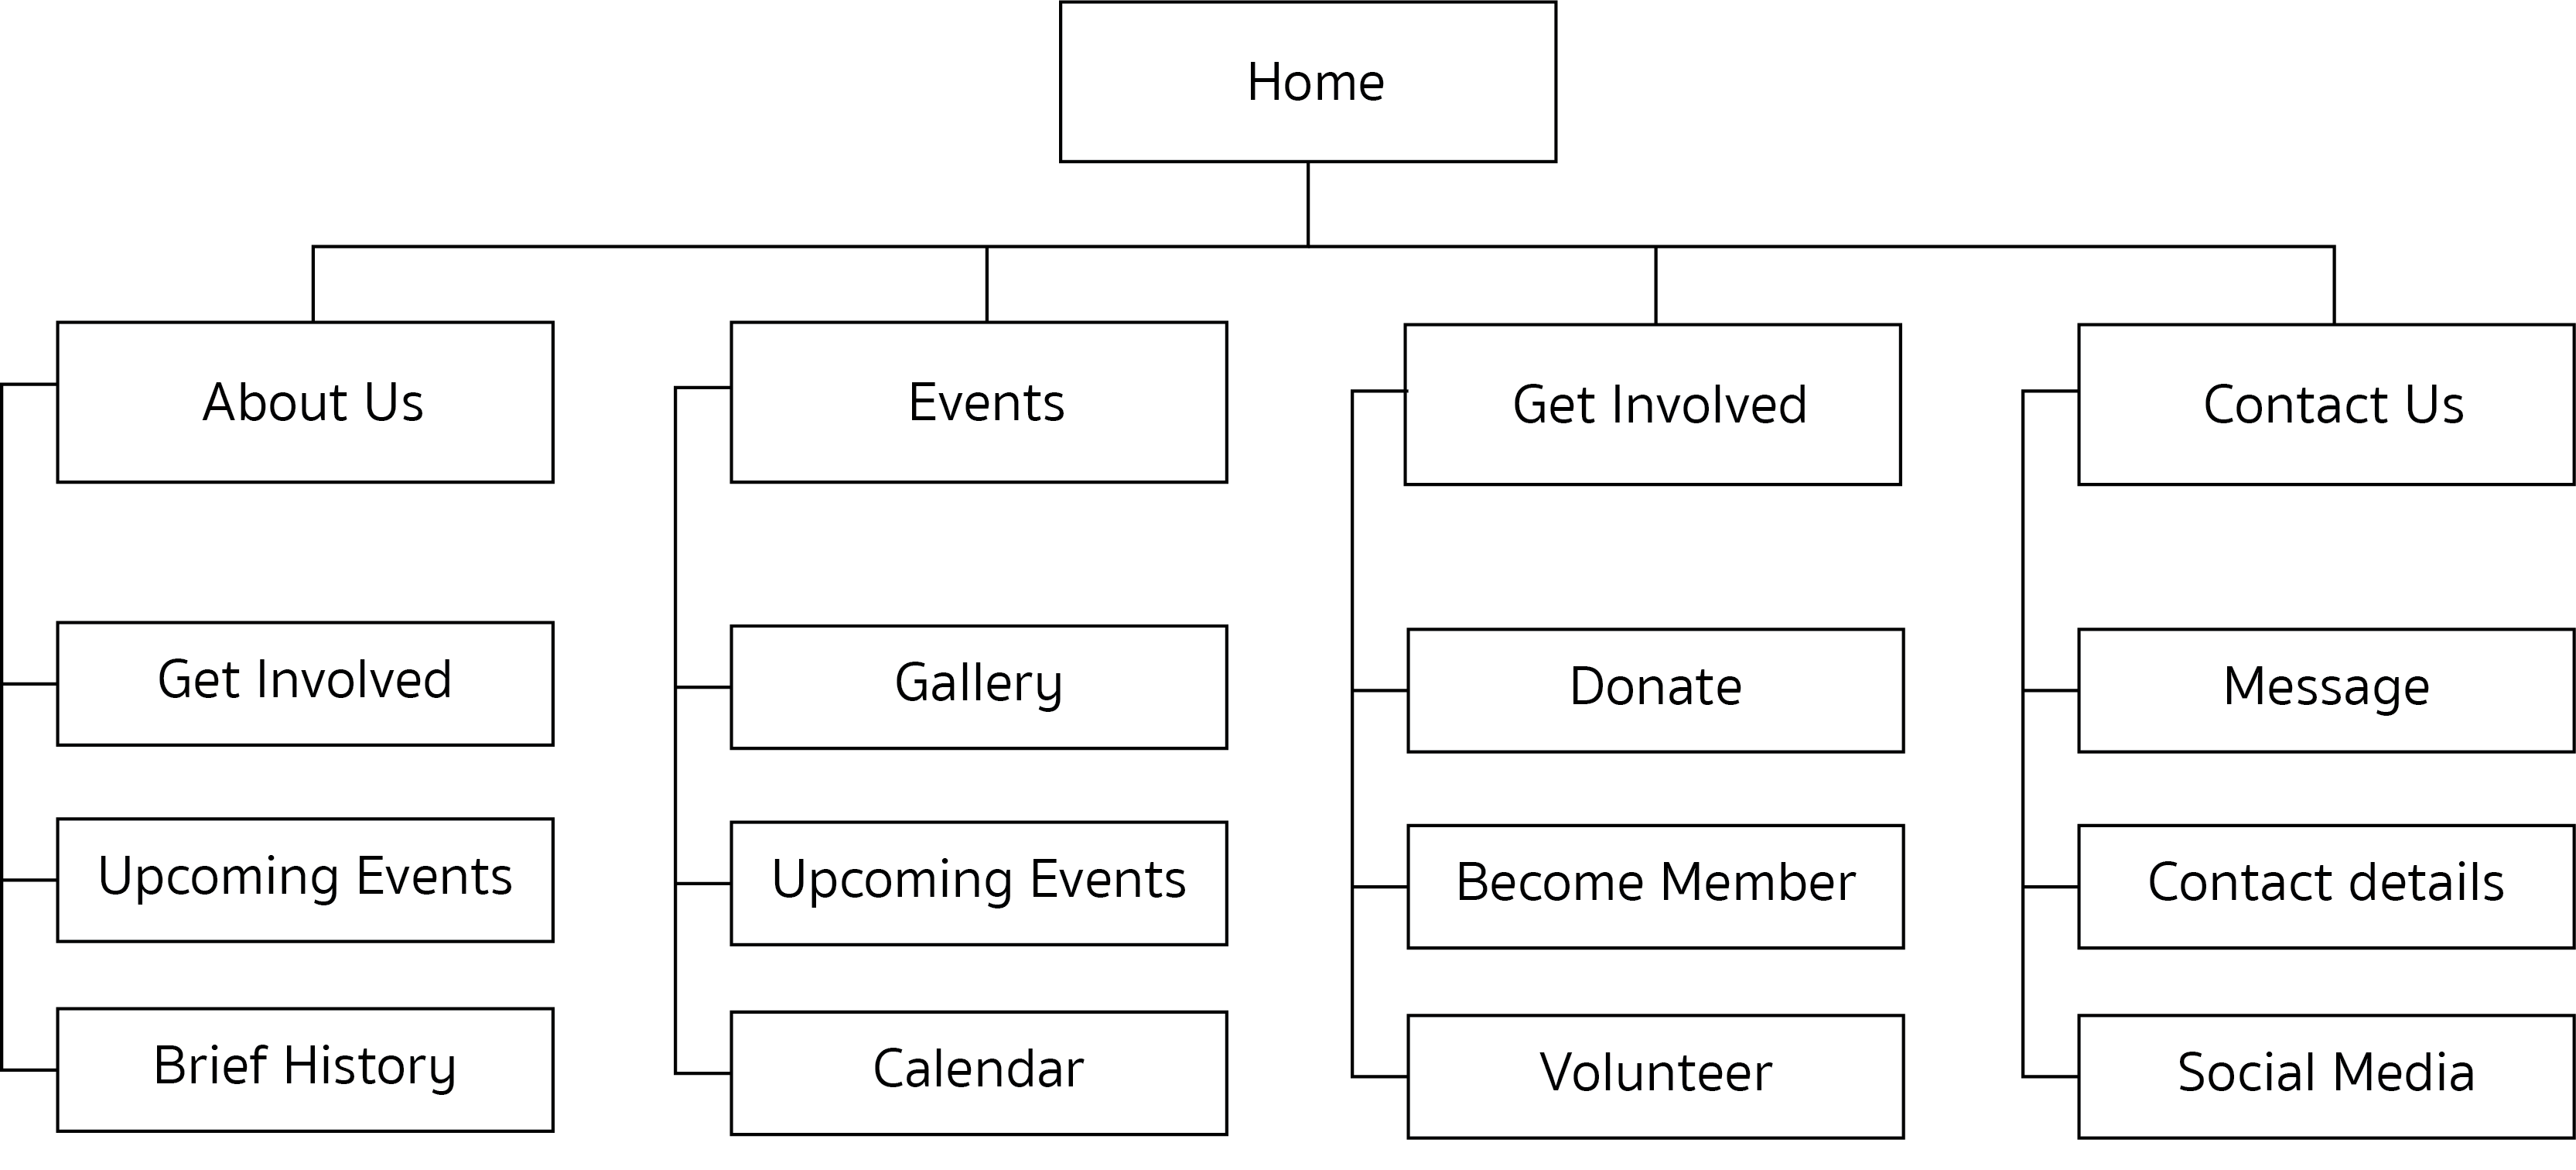 Home
About Us
Events
Get Involved
Contact Us
Get Involved
Gallery
Donate
Message
Upcoming Events
Upcoming Events
Become Member
Contact details
Brief History
Calendar
Volunteer
Social Media